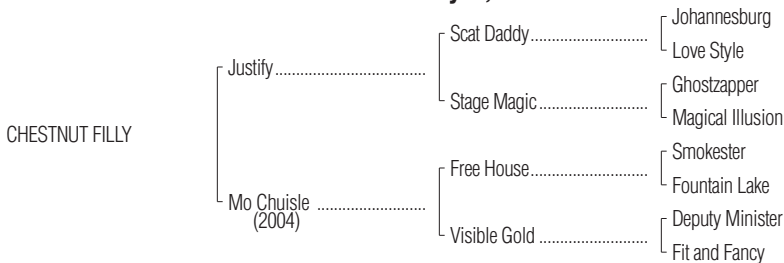 Johannesburg
Scat Daddy
Love Style
Justify
Ghostzapper
Stage Magic
Magical Illusion
CHESTNUT FILLY
Smokester
Free House
Fountain Lake
Mo Chuisle
(2004)
Deputy Minister
Visible Gold
Fit and Fancy